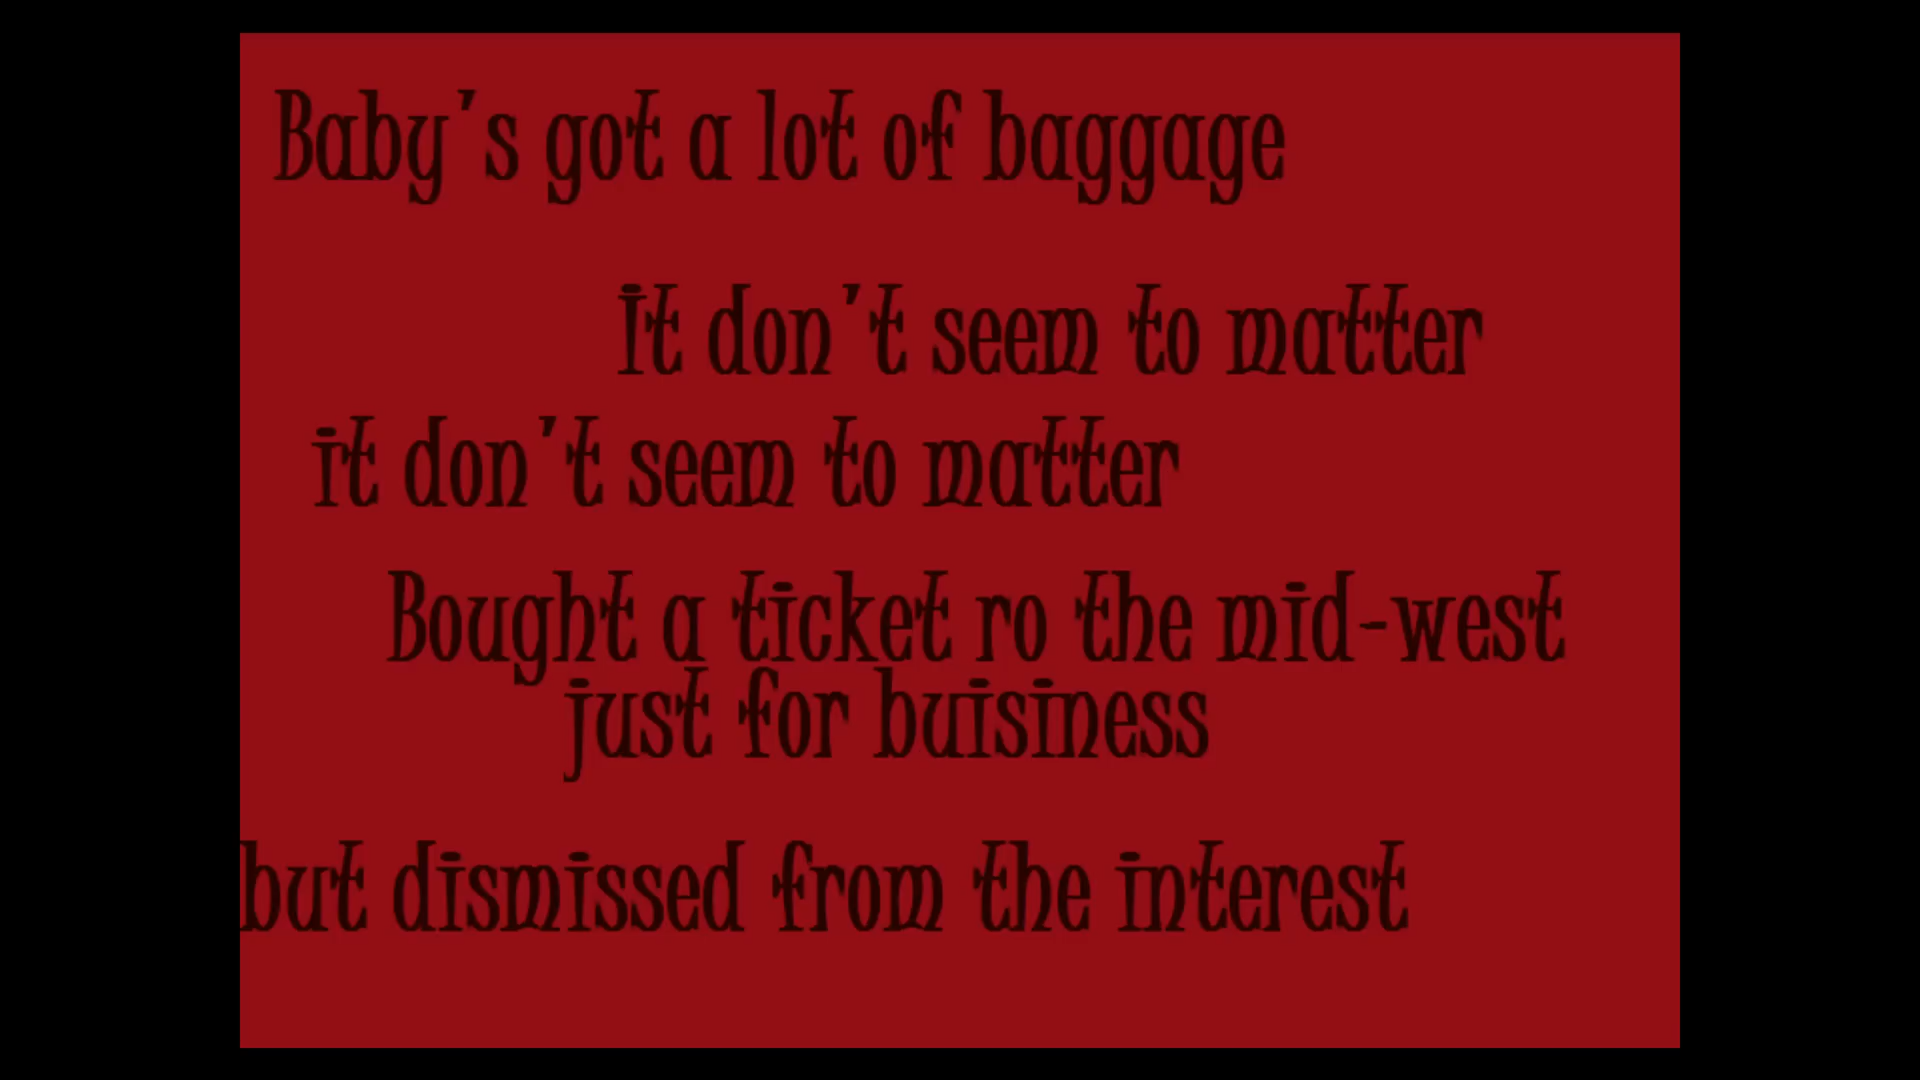 Baby's got a lot of baggage
It don't seem to matter
it don't seem to matter
Bought a ticket ro the mid-west
just for buisiness
but dismissed from the interest